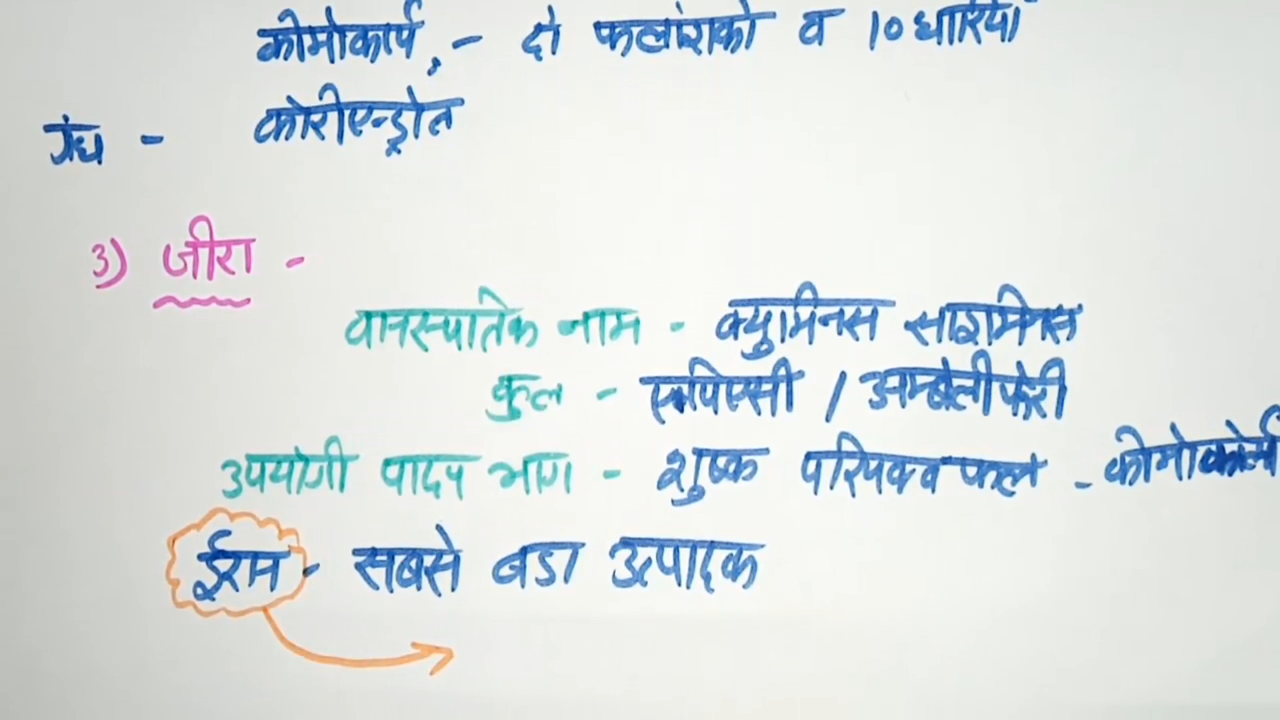 कोमोकार्प, - दो फलांशको व 10 धारियां
गंध - कोरीएन्ड्रोल
3) जीरा -
वानस्पातिक नाम - क्युमिनस साइमिनस
कुल - एपिएसी / अम्बेलीफेरी
उपयोगी पादप भाग - शुष्क परिपक्व फल - कोमोकार्प
ईरान - सबसे बडा उत्पादक